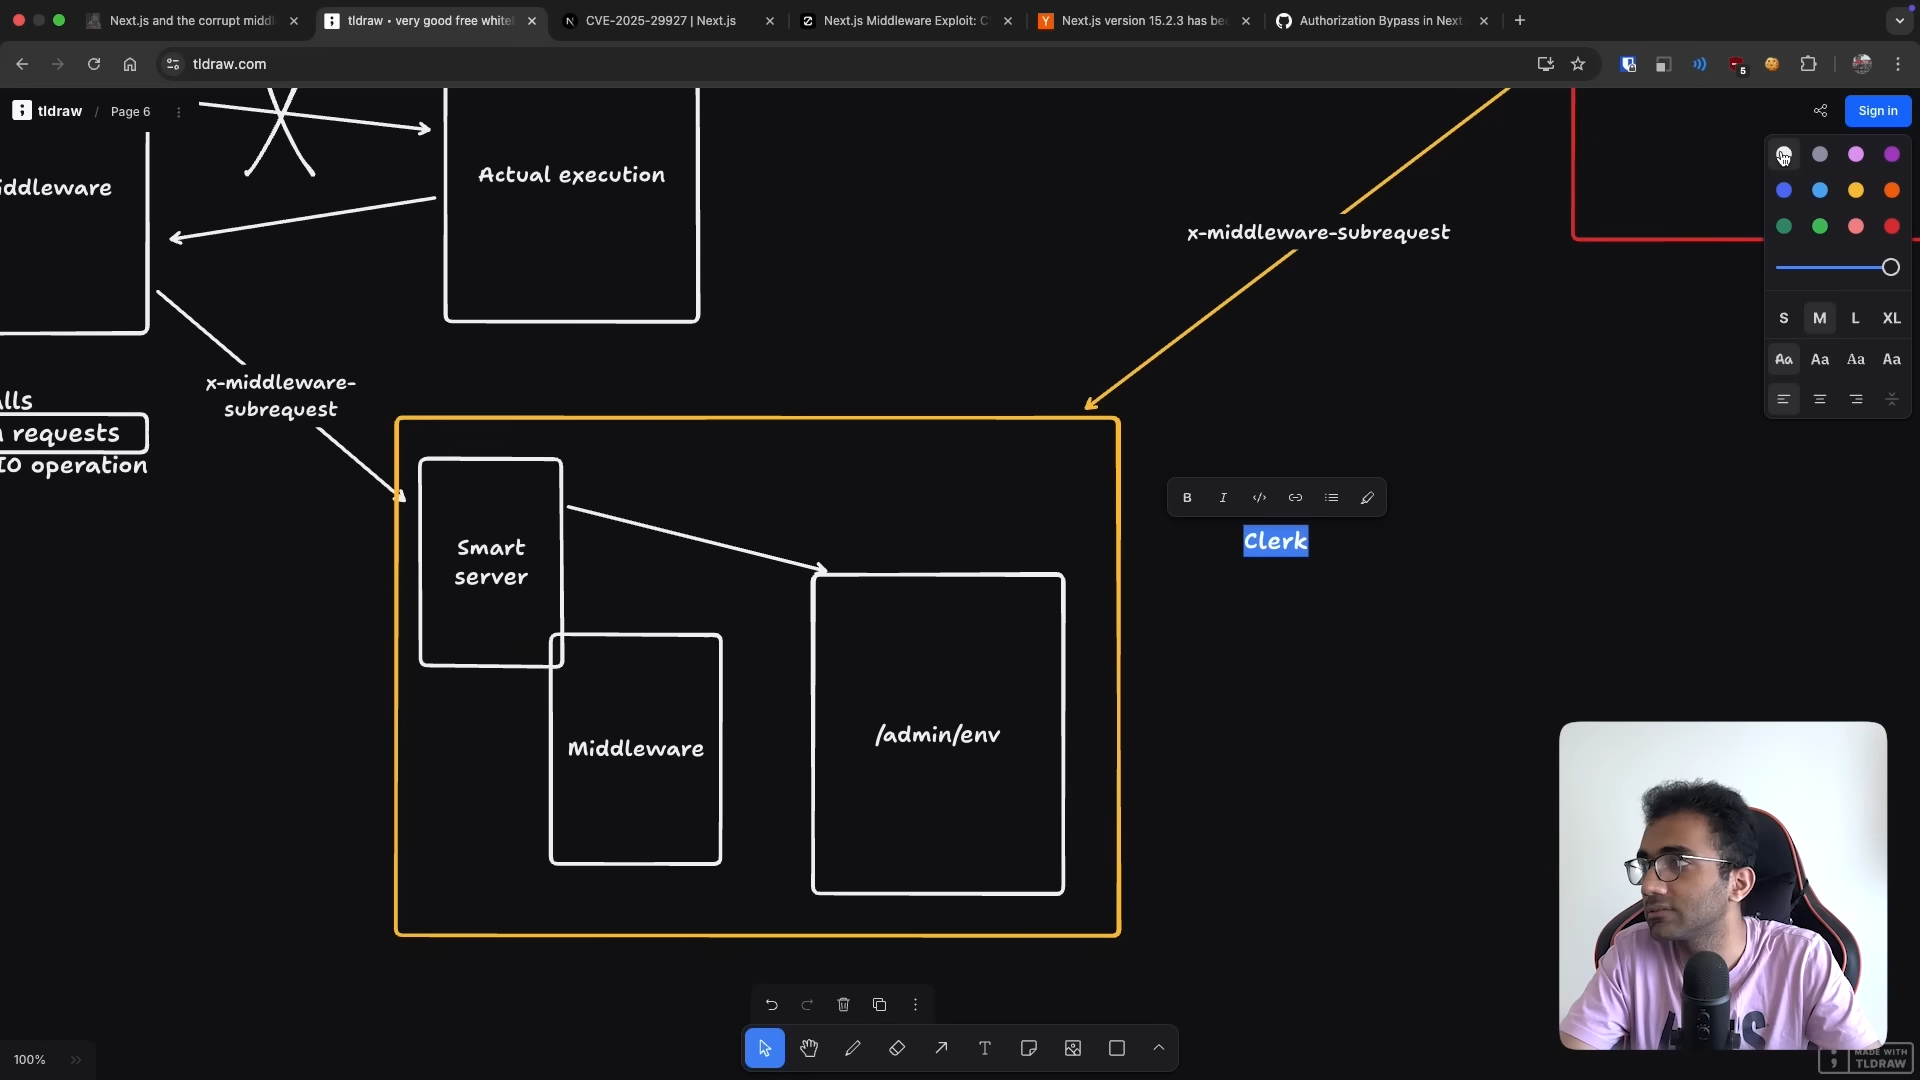 Next.js and the corrupt middl
tldraw • very good free white
CVE-2025-29927 | Next.js
Next.js Middleware Exploit: C
Next.js version 15.2.3 has be
Authorization Bypass in Next
tldraw.com
5
tldraw / Page 6
Sign in
iddleware
Actual execution
x-middleware-subrequest
S M L XL
Aa Aa Aa Aa
x-middleware-
subrequest
requests
IO operation
B I </>
Clerk
Smart
server
Middleware
/admin/env
T
100%
MADE WITH
TLDRAW